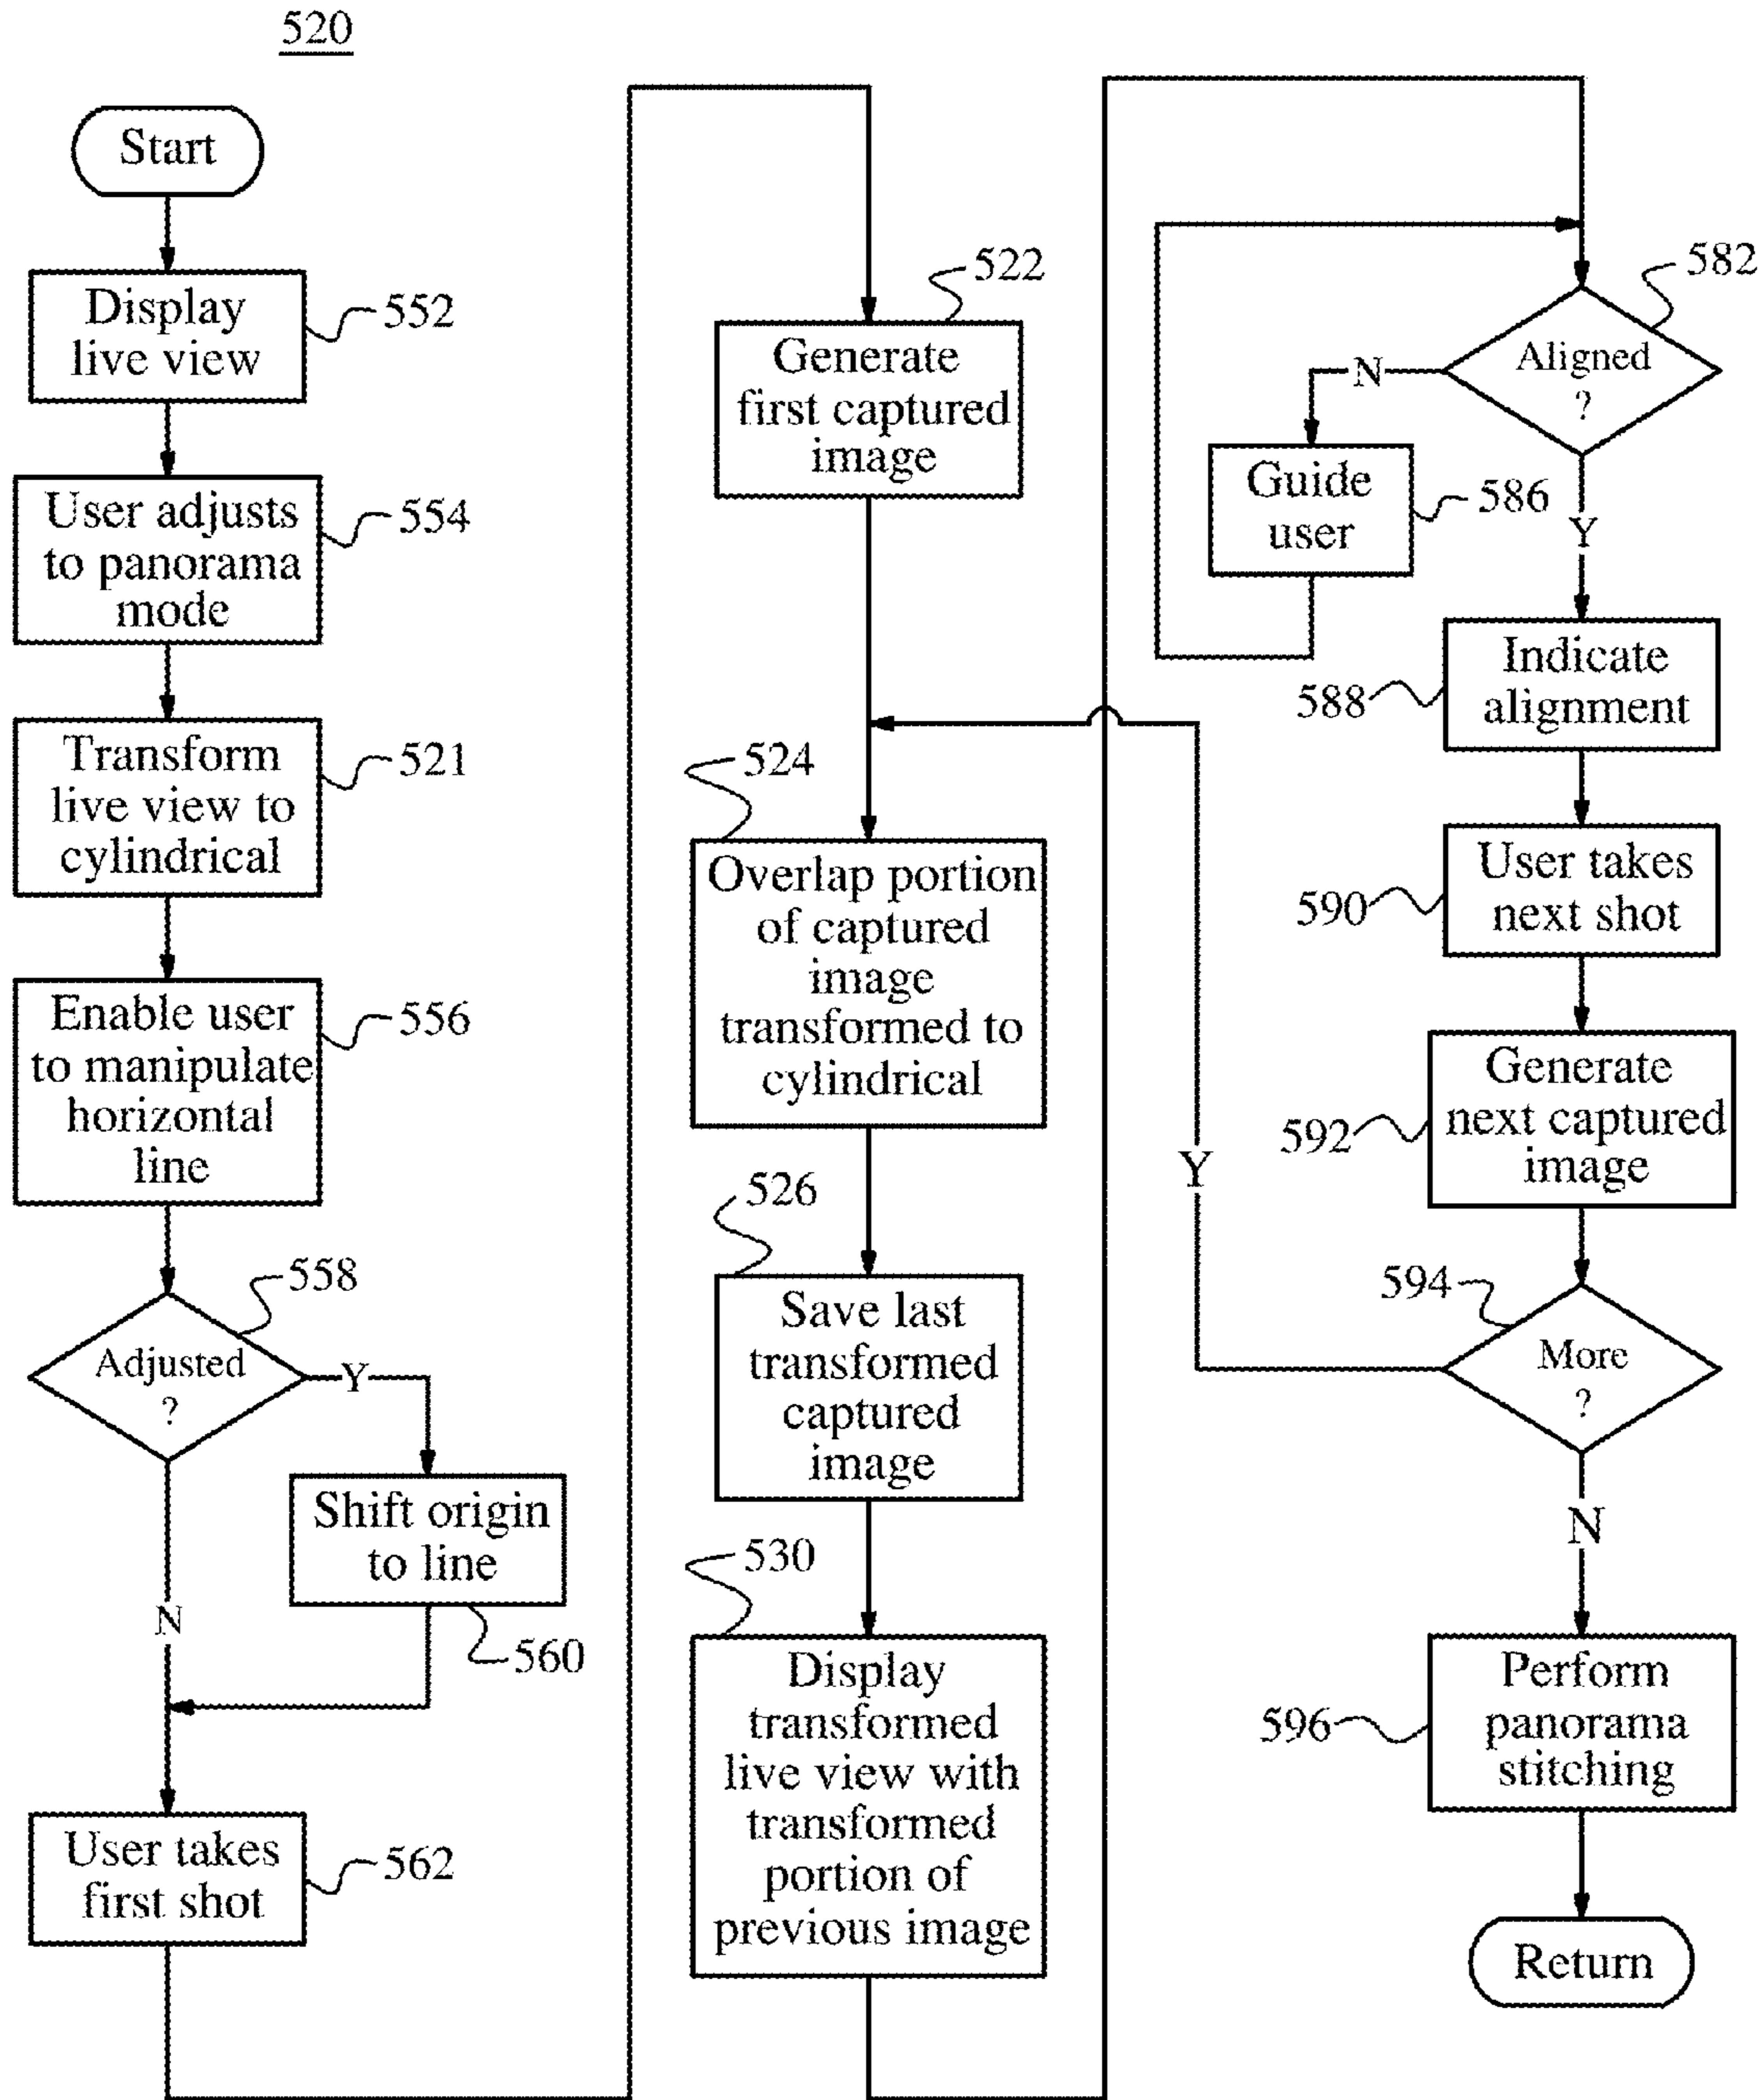 520
Start
Display
live view
552
User adjusts
to panorama
mode
554
Transform
live view to
cylindrical
521
Enable user
to manipulate
horizontal
line
556
Adjusted
?
558
Y
N
Shift origin
to line
560
User takes
first shot
562
522
Generate
first captured
image
524
Overlap portion
of captured
image
transformed to
cylindrical
526
Save last
transformed
captured
image
530
Display
transformed
live view with
transformed
portion of
previous image
582
Aligned
?
N
Y
Guide
user
586
Indicate
alignment
588
User takes
next shot
590
Generate
next captured
image
592
594
More
?
Y
N
Perform
panorama
stitching
596
Return